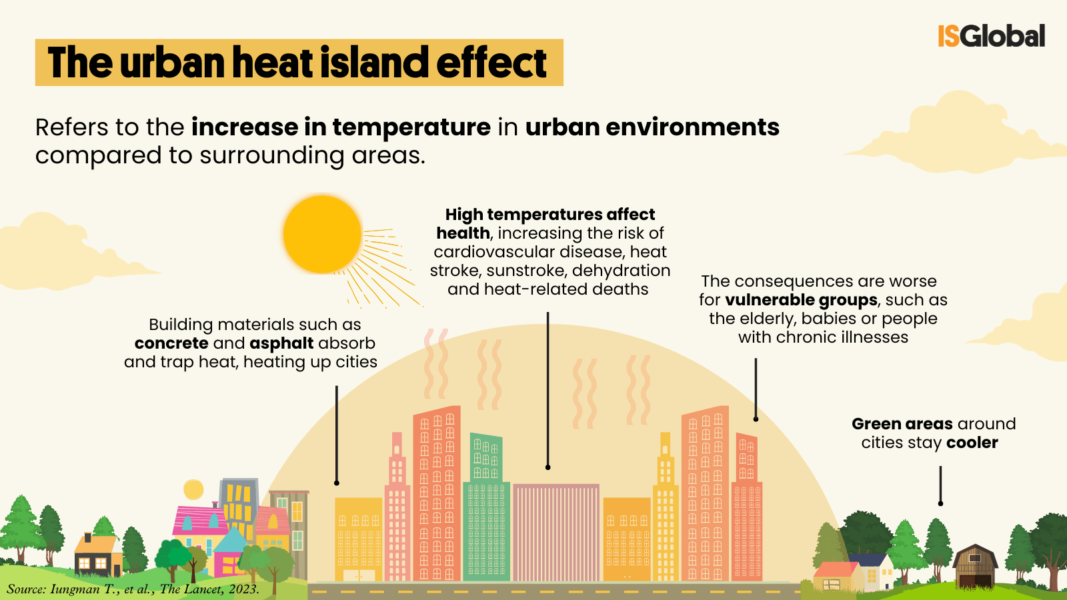 ISGlobal
The urban heat island effect
Refers to the increase in temperature in urban environments
compared to surrounding areas.
High temperatures affect
health, increasing the risk of
cardiovascular disease, heat
stroke, sunstroke, dehydration
and heat-related deaths
The consequences are worse
for vulnerable groups, such as
the elderly, babies or people
with chronic illnesses
Building materials such as
concrete and asphalt absorb
and trap heat, heating up cities
Green areas around
cities stay cooler
Source: Iungman T., et al., The Lancet, 2023.